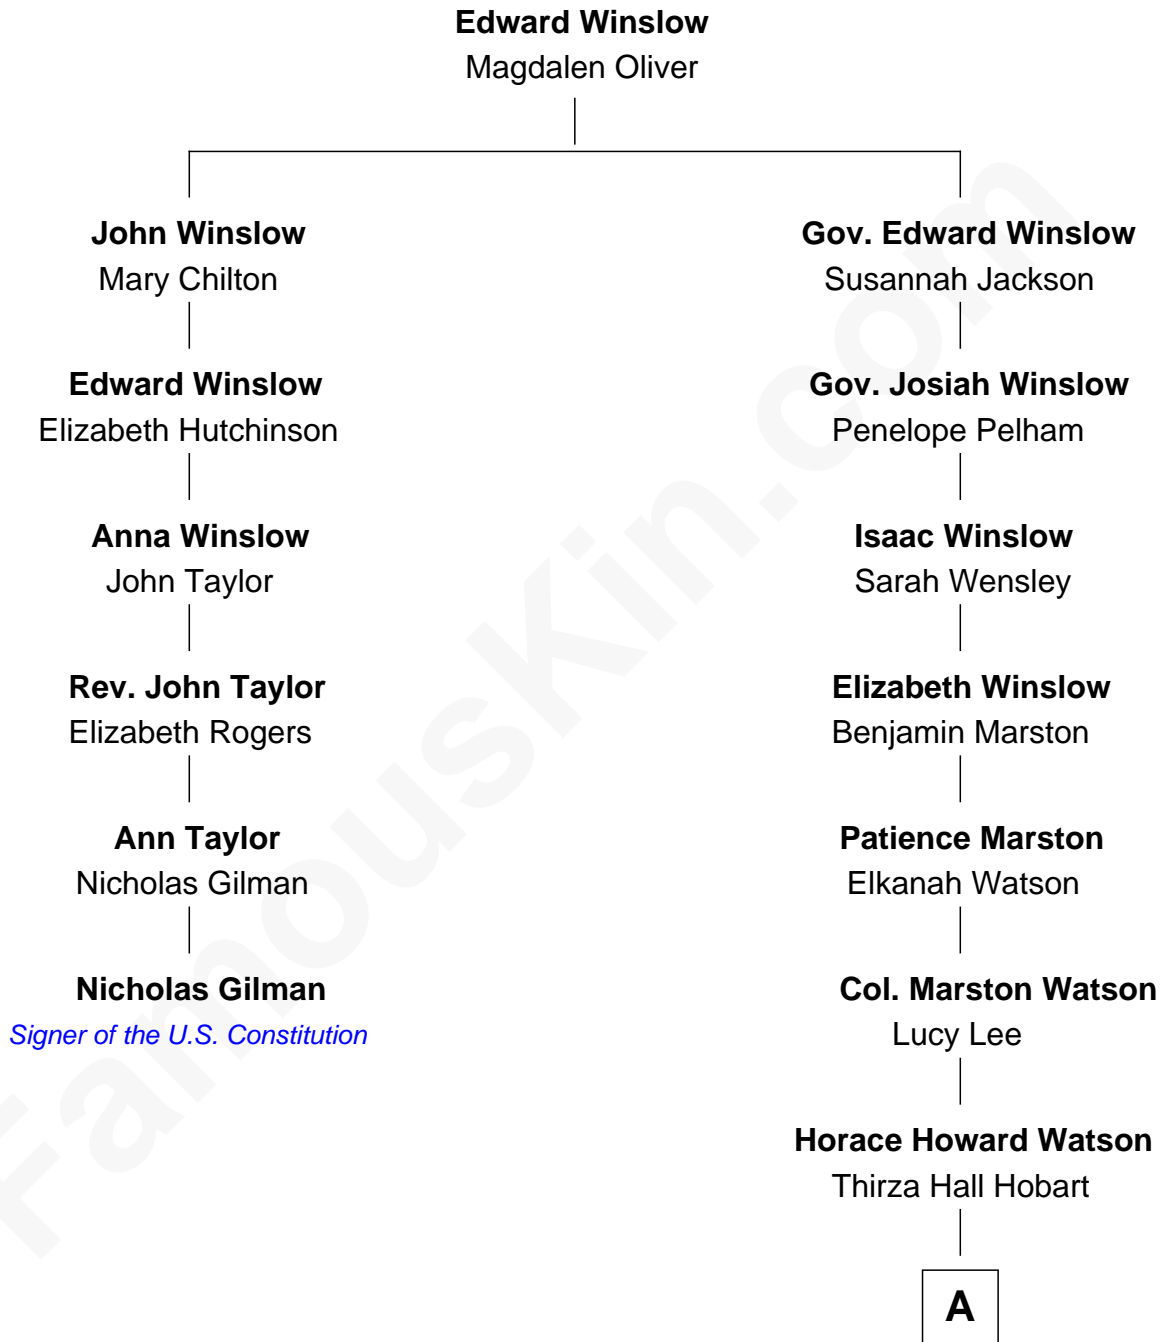 Edward Winslow
Magdalen Oliver
John Winslow
Mary Chilton
Gov. Edward Winslow
Susannah Jackson
Edward Winslow
Elizabeth Hutchinson
Gov. Josiah Winslow
Penelope Pelham
Anna Winslow
John Taylor
Isaac Winslow
Sarah Wensley
Rev. John Taylor
Elizabeth Rogers
Elizabeth Winslow
Benjamin Marston
Ann Taylor
Nicholas Gilman
Patience Marston
Elkanah Watson
Nicholas Gilman
Signer of the U.S. Constitution
Col. Marston Watson
Lucy Lee
Horace Howard Watson
Thirza Hall Hobart
A
FamousKin.com